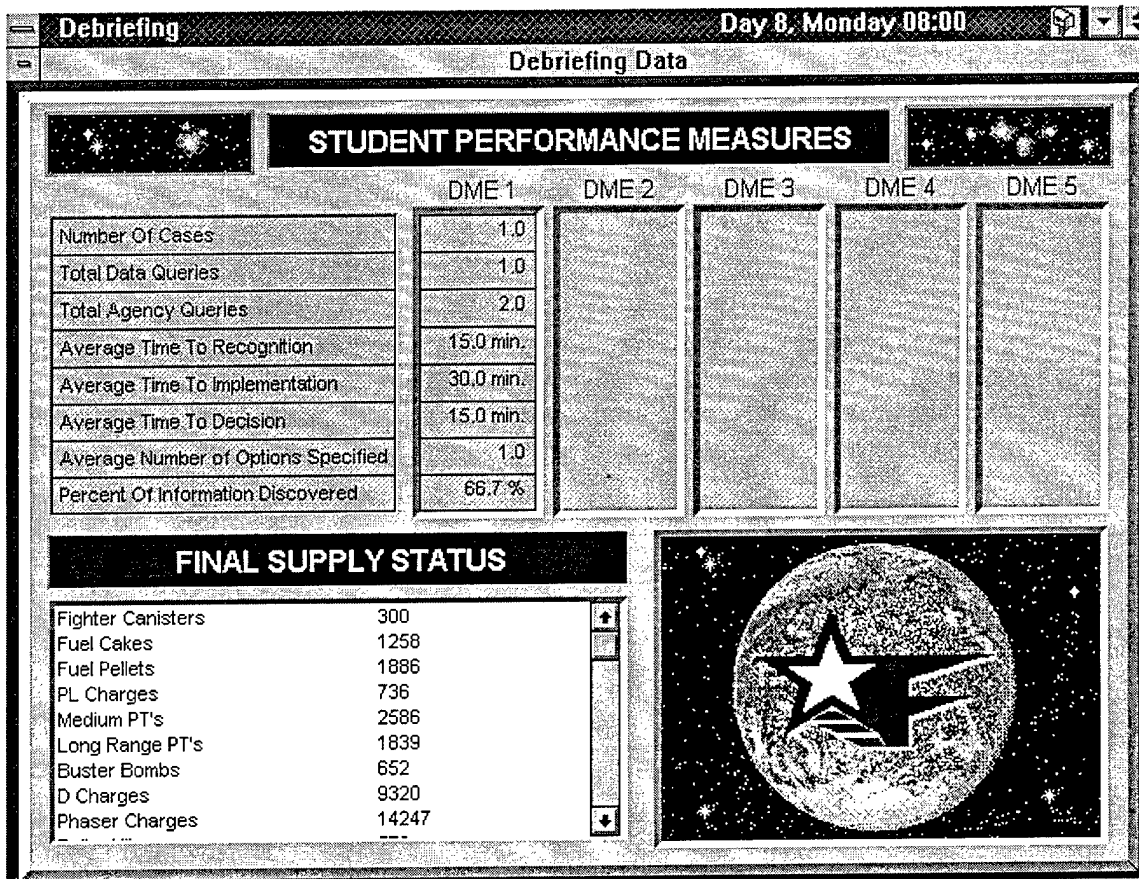 Debriefing Day 8, Monday 08:00
Debriefing Data
STUDENT PERFORMANCE MEASURES
DME 1 DME 2 DME 3 DME 4 DME 5
Number Of Cases 1.0
Total Data Queries 1.0
Total Agency Queries 2.0
Average Time To Recognition 15.0 min.
Average Time To Implementation 30.0 min.
Average Time To Decision 15.0 min.
Average Number of Options Specified 1.0
Percent Of Information Discovered 66.7 %
FINAL SUPPLY STATUS
Fighter Canisters 300
Fuel Cakes 1258
Fuel Pellets 1886
PL Charges 736
Medium PT's 2586
Long Range PT's 1839
Buster Bombs 652
D Charges 9320
Phaser Charges 14247